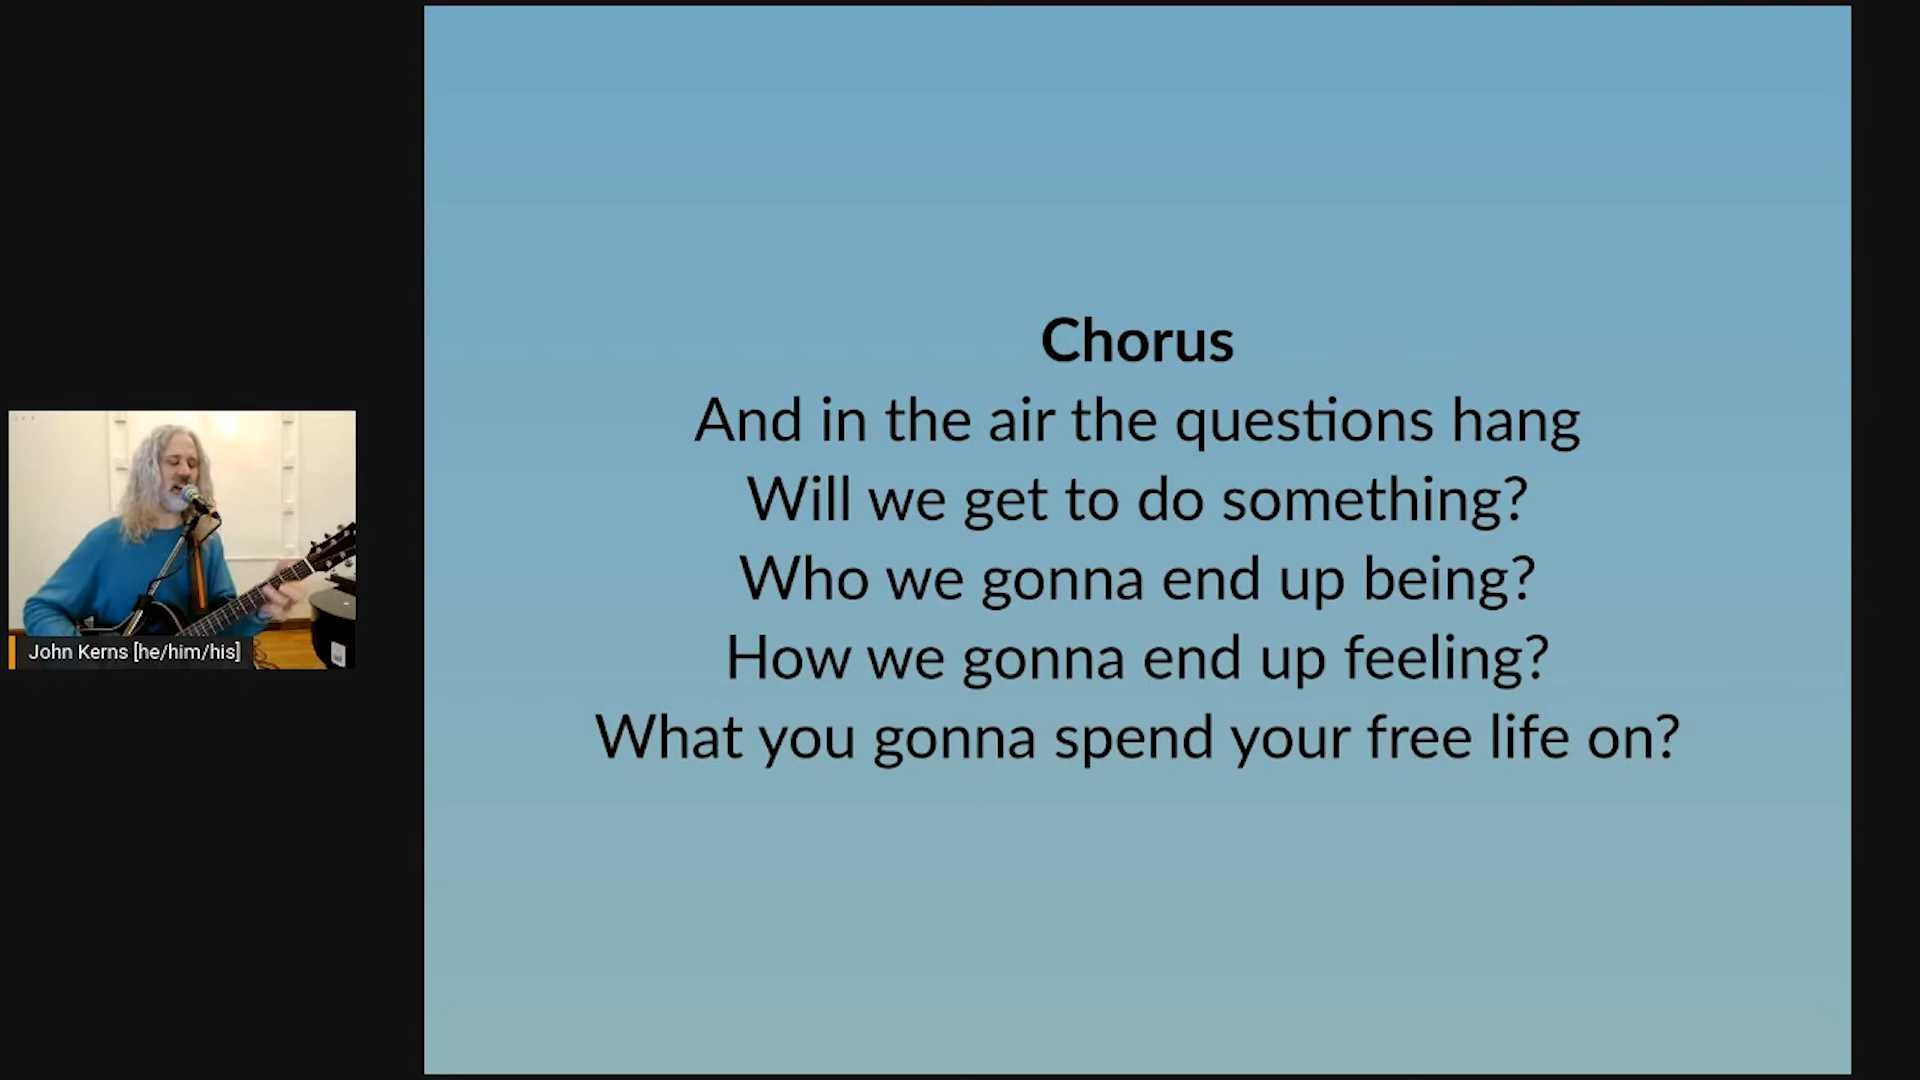 Chorus
And in the air the questions hang
Will we get to do something?
Who we gonna end up being?
How we gonna end up feeling?
What you gonna spend your free life on?
John Kerns [he/him/his]